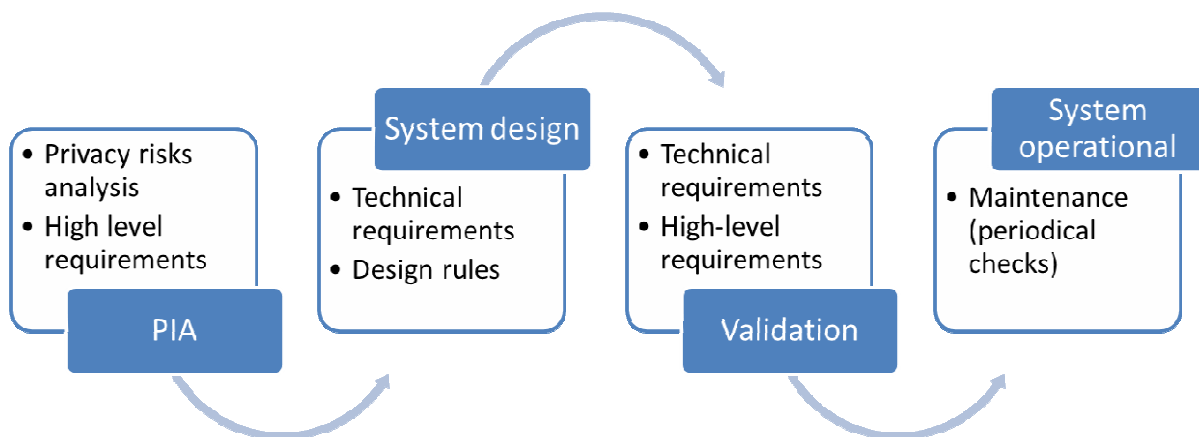 • Privacy risks
analysis
• High level
requirements
PIA
System design
• Technical
requirements
• Design rules
• Technical
requirements
• High-level
requirements
Validation
System
operational
• Maintenance
(periodical
checks)